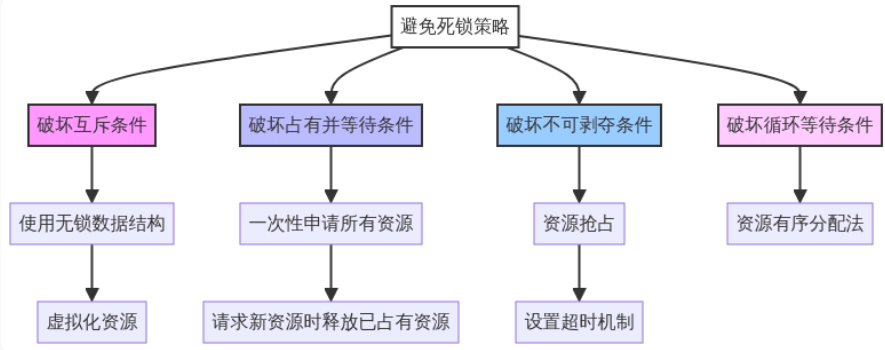 避免死锁策略
破坏互斥条件
破坏占有并等待条件
破坏不可剥夺条件
破坏循环等待条件
使用无锁数据结构
一次性申请所有资源
资源抢占
资源有序分配法
虚拟化资源
请求新资源时释放已占有资源
设置超时机制